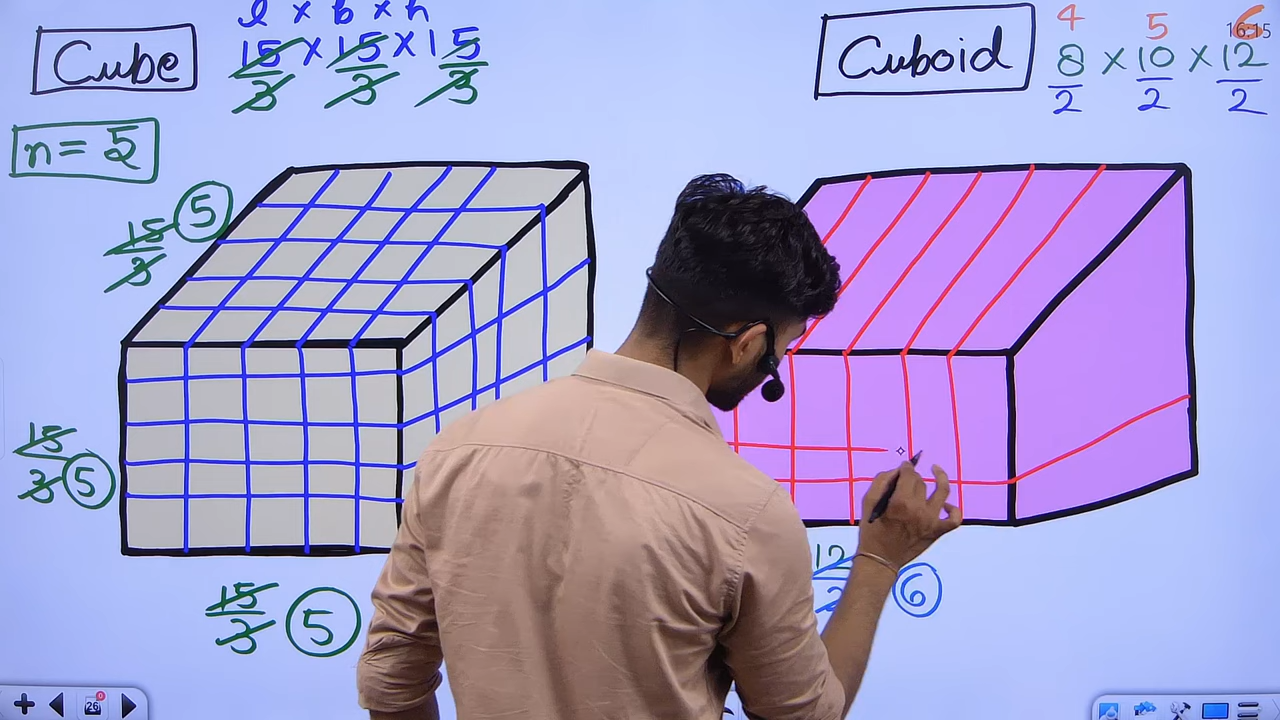 l × b × h
Cube
15/3 × 15/3 × 15/3
n = 5
15/3 5
15/3 5
15/3 5
4 5 6
16:15
Cuboid
8/2 × 10/2 × 12/2
12/2 6
26
0